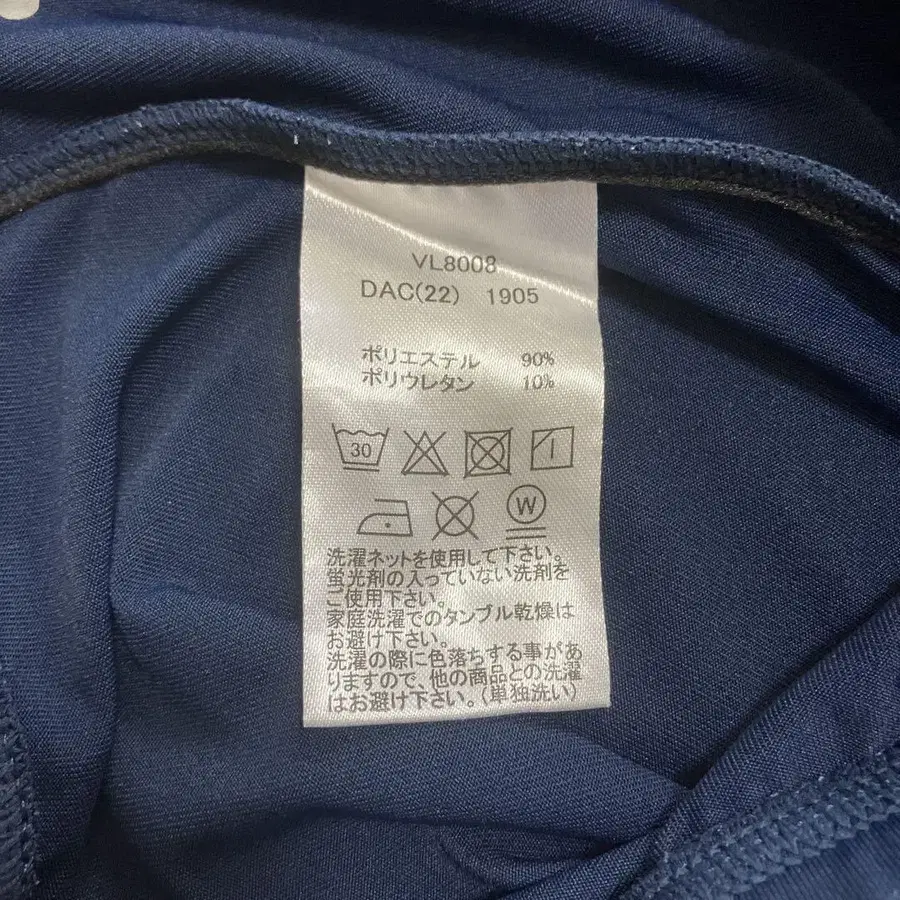 VL8008
DAC(22) 1905
ポリエステル 90%
ポリウレタン 10%
30
W
洗濯ネットを使用して下さい。
蛍光剤の入っていない洗剤を
ご使用下さい。
家庭洗濯でのタンブル乾燥は
お避け下さい。
洗濯の際に色落ちする事があ
りますので、他の商品との洗濯
はお避け下さい。(単独洗い)